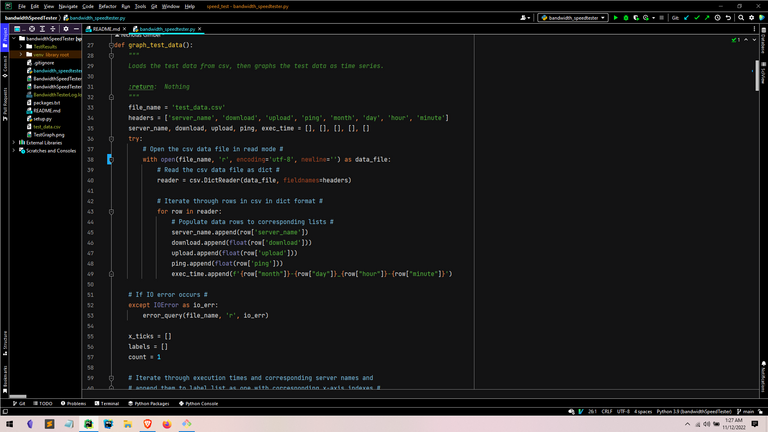 File Edit View Navigate Code Refactor Run Tools Git Window Help speed_test - bandwidth_speedtester.py
bandwidthSpeedTester bandwidth_speedtester.py
bandwidth_speedtester
Git:
Project
README.md bandwidth_speedtester.py
bandwidthSpeedTester
TestResults
venv library root
.gitignore
bandwidth_speedtester
BandwidthSpeedTester
BandwidthSpeedTester
BandwidthTester.log
packages.txt
README.md
setup.py
test_data.csv
TestGraph.png
External Libraries
Scratches and Consoles
Commit
Pull Requests
Structure
Bookmarks
Database
SciView
Notifications
1
27 def graph_test_data():
28 """
29 Loads the test data from csv, then graphs the test data as time series.
30
31 :return: Nothing
32 """
33 file_name = 'test_data.csv'
34 headers = ['server_name', 'download', 'upload', 'ping', 'month', 'day', 'hour', 'minute']
35 server_name, download, upload, ping, exec_time = [], [], [], [], []
36 try:
37 # Open the csv data file in read mode #
38 with open(file_name, 'r', encoding='utf-8', newline='') as data_file:
39 # Read the csv data file as dict #
40 reader = csv.DictReader(data_file, fieldnames=headers)
41
42 # Iterate through rows in csv in dict format #
43 for row in reader:
44 # Populate data rows to corresponding lists #
45 server_name.append(row['server_name'])
46 download.append(float(row['download']))
47 upload.append(float(row['upload']))
48 ping.append(float(row['ping']))
49 exec_time.append(f'{row["month"]}-{row["day"]}_{row["hour"]}-{row["minute"]}')
50
51 # If IO error occurs #
52 except IOError as io_err:
53 error_query(file_name, 'r', io_err)
54
55 x_ticks = []
56 labels = []
57 count = 1
58
59 # Iterate through execution times and corresponding server names and
60 # append them to label list as one with corresponding x-axis indexes #
Git TODO Problems Terminal Python Packages Python Console
26:1 CRLF UTF-8 4 spaces Python 3.9 (bandwidthSpeedTester) main
1:27 AM
11/12/2022